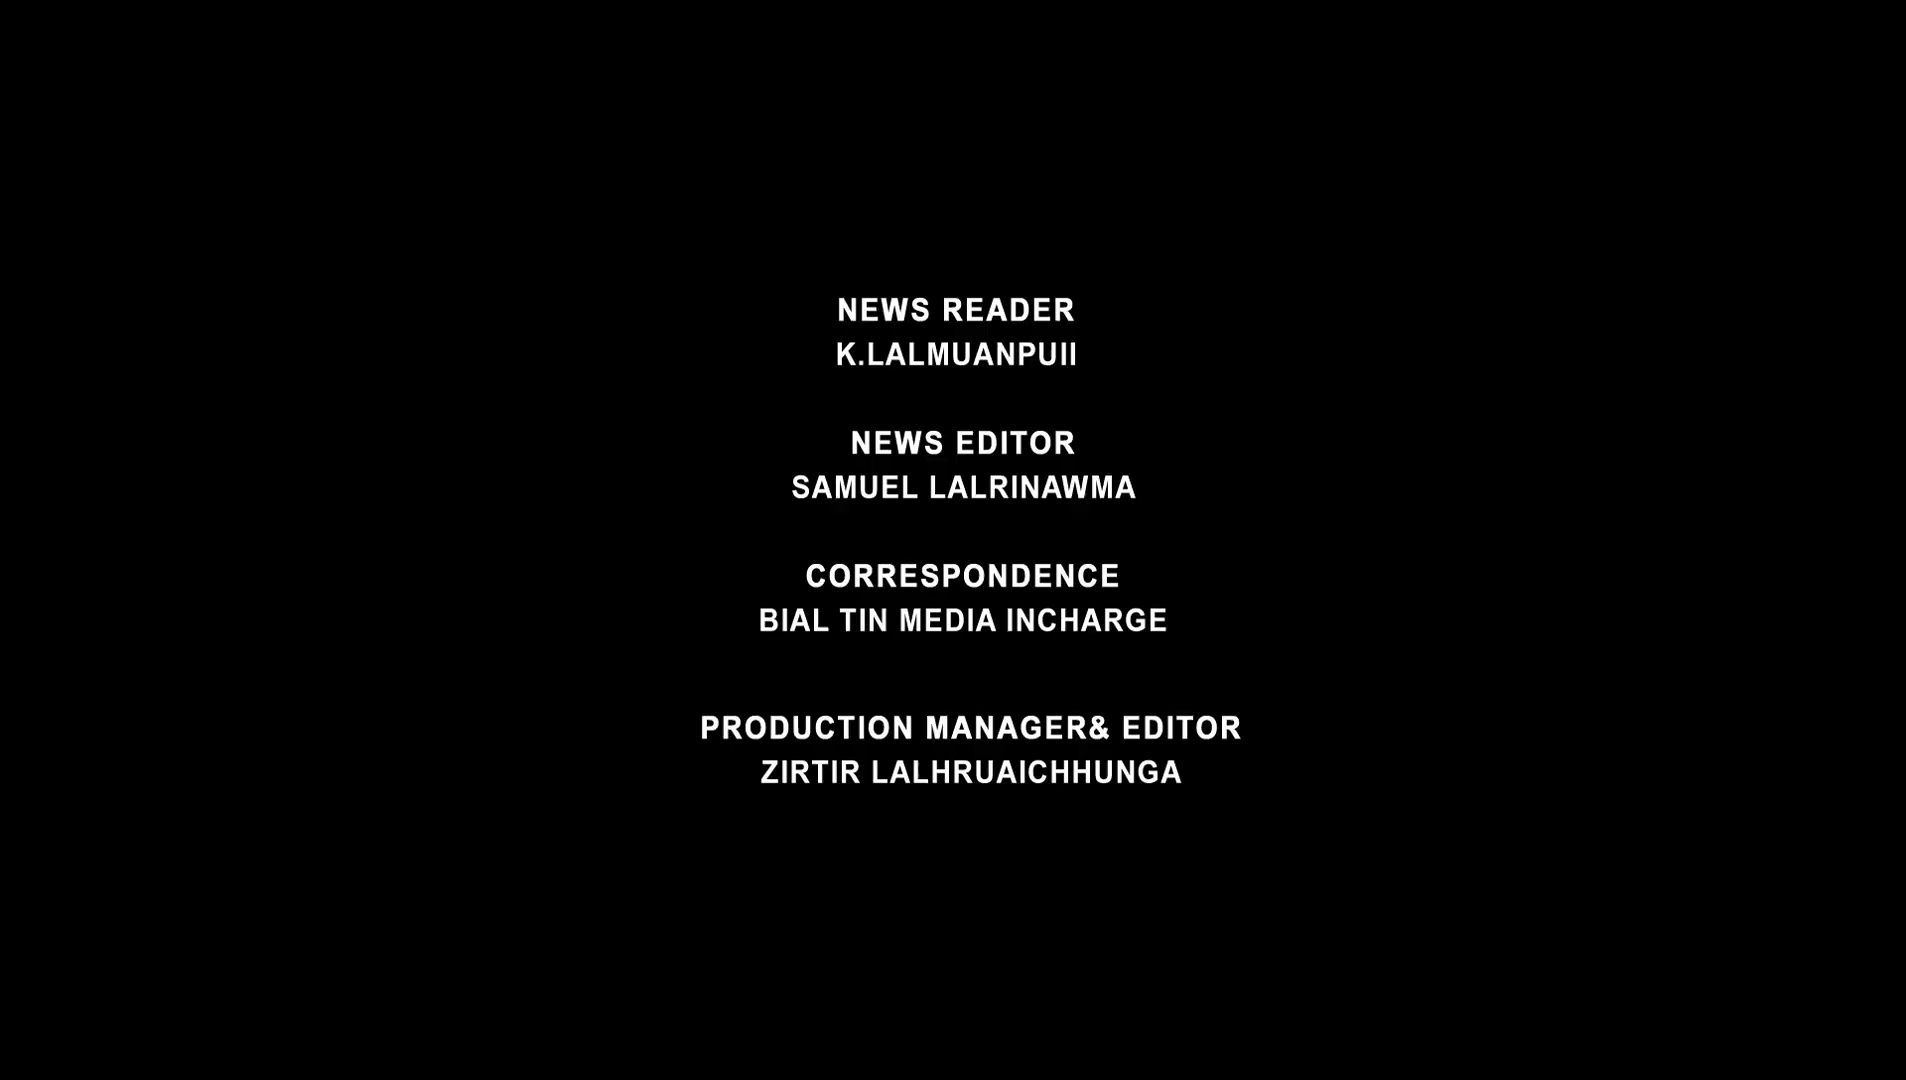 NEWS READER
K.LALMUANPUII
NEWS EDITOR
SAMUEL LALRINAWMA
CORRESPONDENCE
BIAL TIN MEDIA INCHARGE
PRODUCTION MANAGER& EDITOR
ZIRTIR LALHRUAICHHUNGA